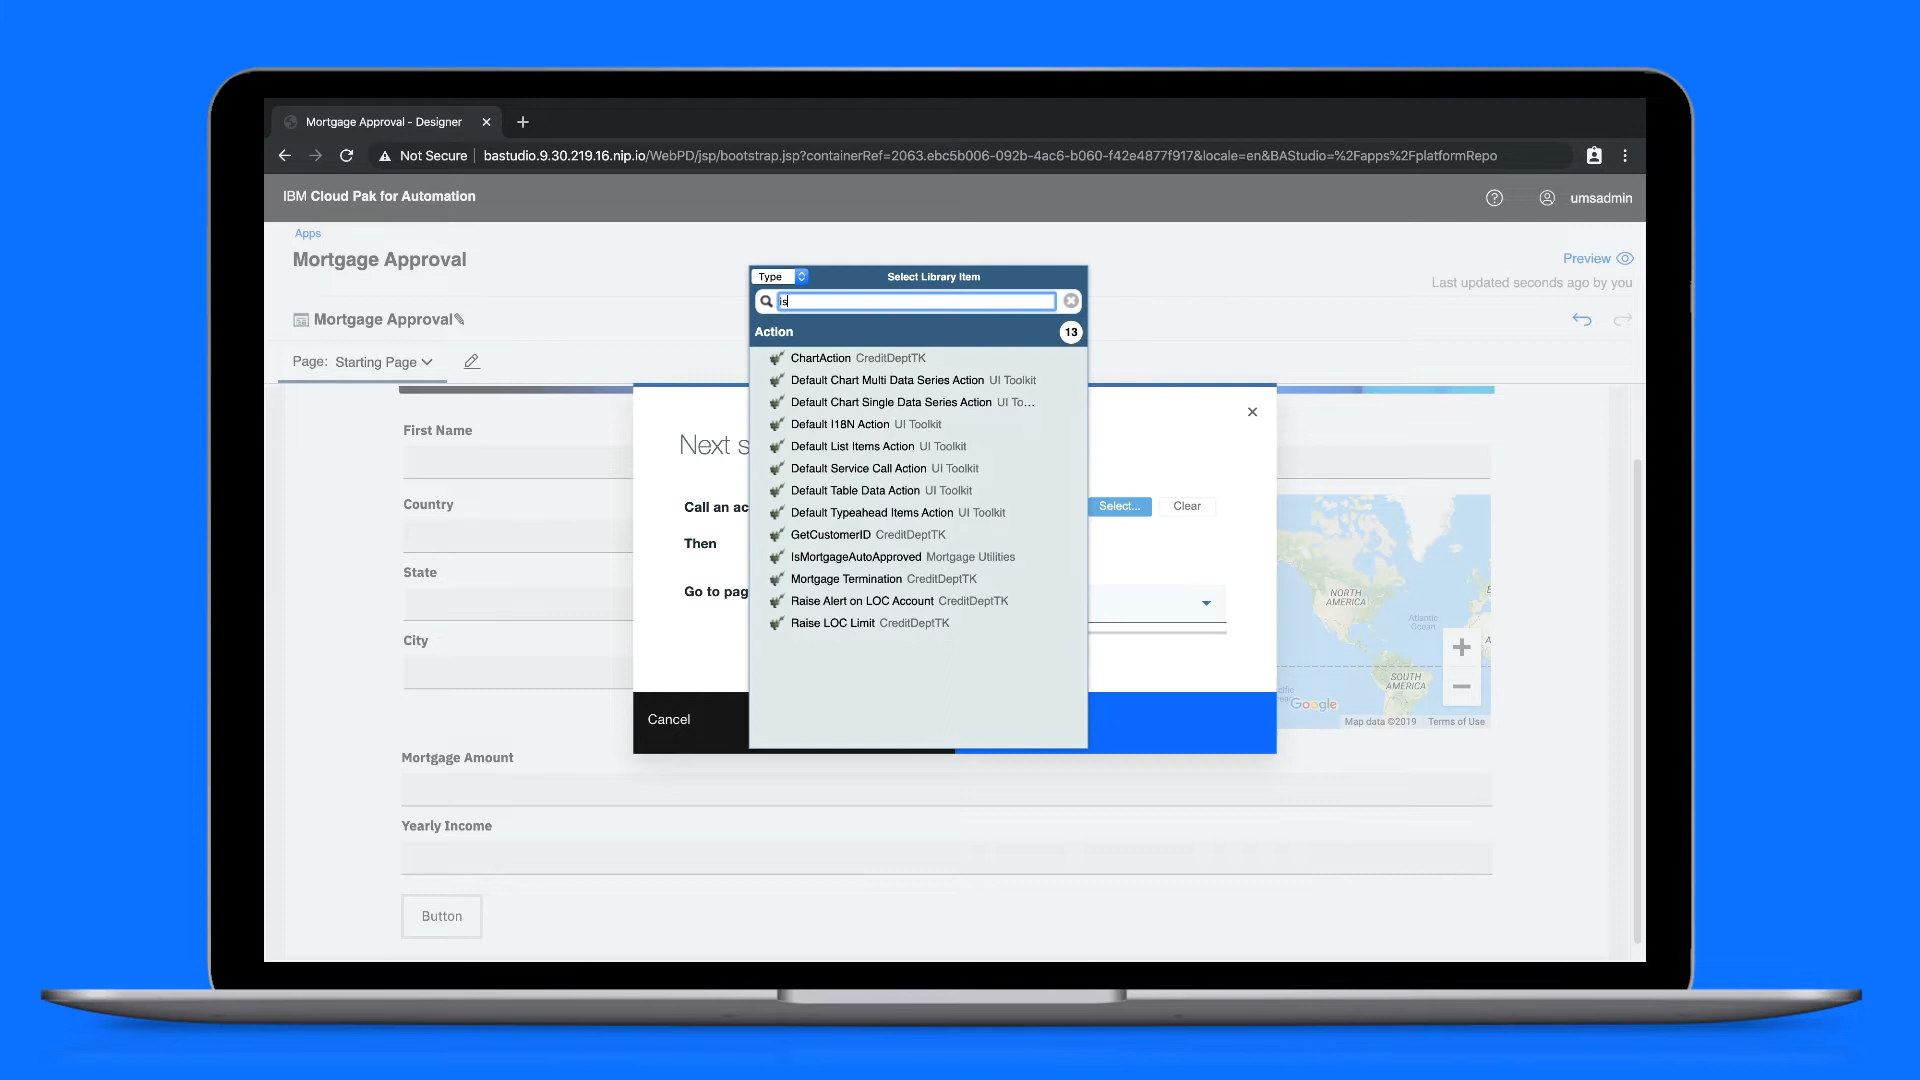 Mortgage Approval - Designer
Not Secure
bastudio.9.30.219.16.nip.io/WebPD/jsp/bootstrap.jsp?containerRef=2063.ebc5b006-092b-4ac6-b060-f42e4877f917&locale=en&BAStudio=%2Fapps%2FplatformRepo
IBM Cloud Pak for Automation
umsadmin
Apps
Mortgage Approval
Preview
Last updated seconds ago by you
Mortgage Approval
Page: Starting Page
Type
Select Library Item
is
Action
13
ChartAction CreditDeptTK
Default Chart Multi Data Series Action UI Toolkit
Default Chart Single Data Series Action UI To...
Default I18N Action UI Toolkit
Default List Items Action UI Toolkit
Default Service Call Action UI Toolkit
Default Table Data Action UI Toolkit
Default Typeahead Items Action UI Toolkit
GetCustomerID CreditDeptTK
IsMortgageAutoApproved Mortgage Utilities
Mortgage Termination CreditDeptTK
Raise Alert on LOC Account CreditDeptTK
Raise LOC Limit CreditDeptTK
Next s
Call an ac
Select...
Clear
Then
Go to pag
Cancel
First Name
Country
State
City
NORTH
AMERICA
Atlantic
Ocean
SOUTH
AMERICA
Google
Map data ©2019
Terms of Use
Mortgage Amount
Yearly Income
Button